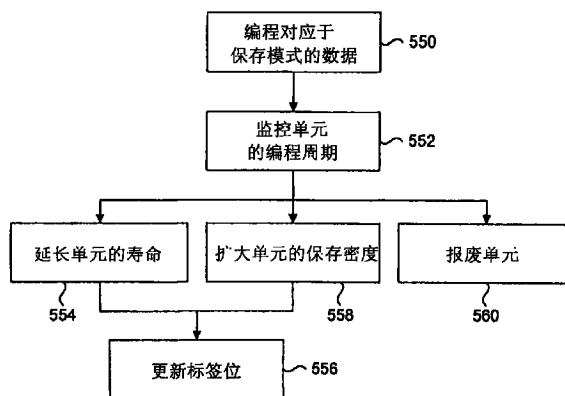 编程对应于
保存模式的数据
550
监控单元
的编程周期
552
延长单元的寿命
扩大单元的保存密度
报废单元
554
558
560
更新标签位
556